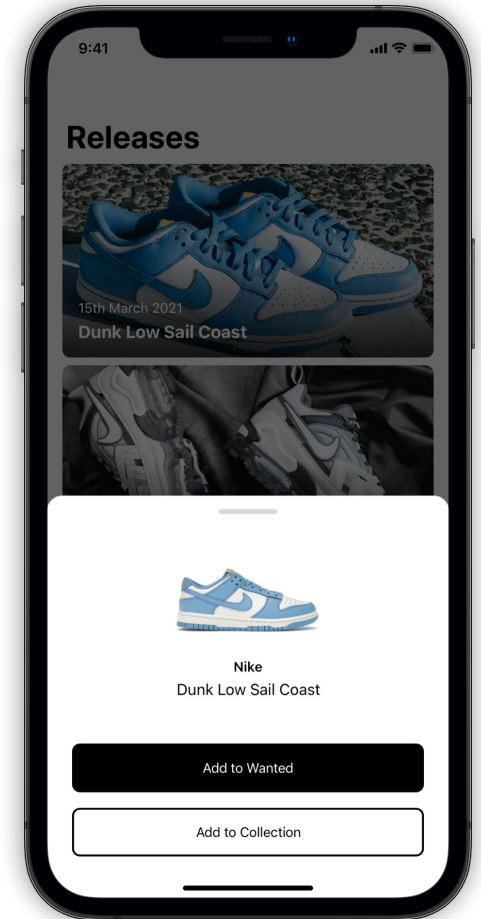 9:41
Releases
15th March 2021
Dunk Low Sail Coast
Nike
Dunk Low Sail Coast
Add to Wanted
Add to Collection